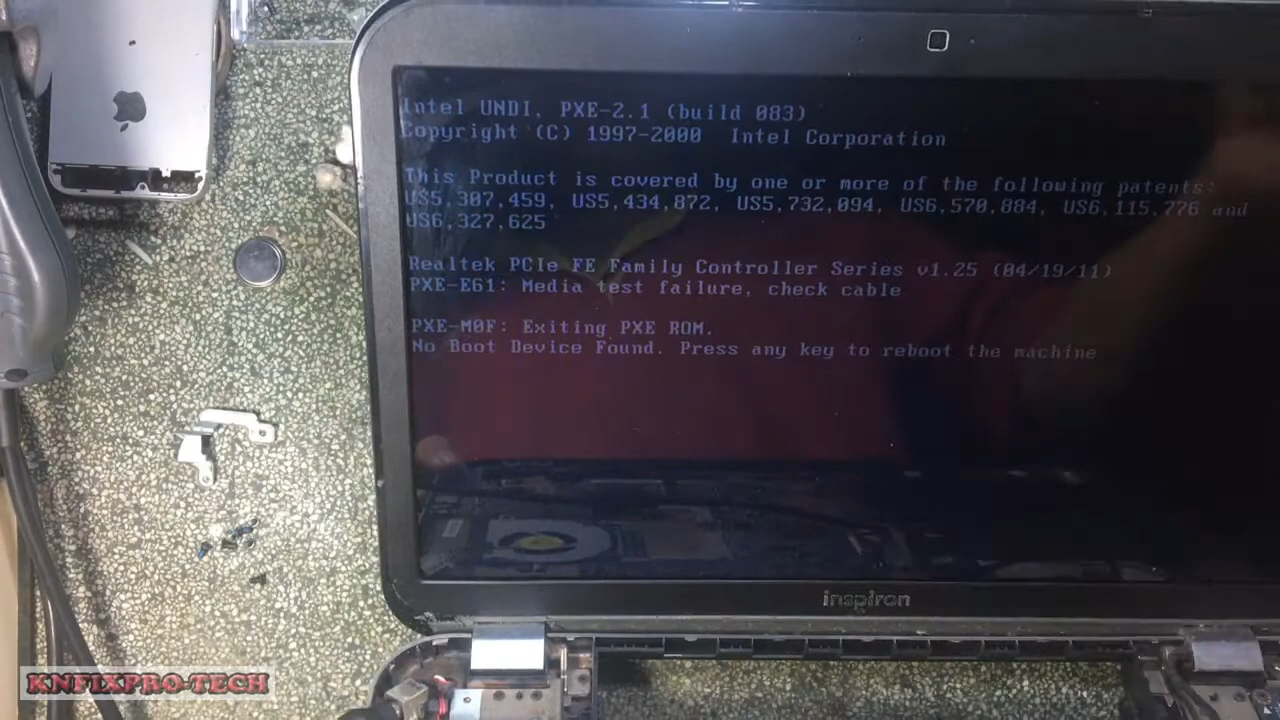 Intel UNDI, PXE-2.1 (build 083)
Copyright (C) 1997-2000  Intel Corporation
This Product is covered by one or more of the following patents:
US5,307,459, US5,434,872, US5,732,094, US6,570,884, US6,115,776 and
US6,327,625
Realtek PCIe FE Family Controller Series v1.25 (04/19/11)
PXE-E61: Media test failure, check cable
PXE-M0F: Exiting PXE ROM.
No Boot Device Found. Press any key to reboot the machine
inspiron
KNFIXPRO-TECH